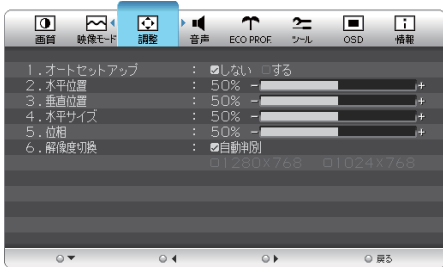 画質 映像モード 調整 音声 ECO PROF. ツール OSD 情報
1.オートセットアップ : しない する
2.水平位置 : 50% - +
3.垂直位置 : 50% - +
4.水平サイズ : 50% - +
5.位相 : 50% - +
6.解像度切換 : 自動判別
1280X768 1024X768
戻る